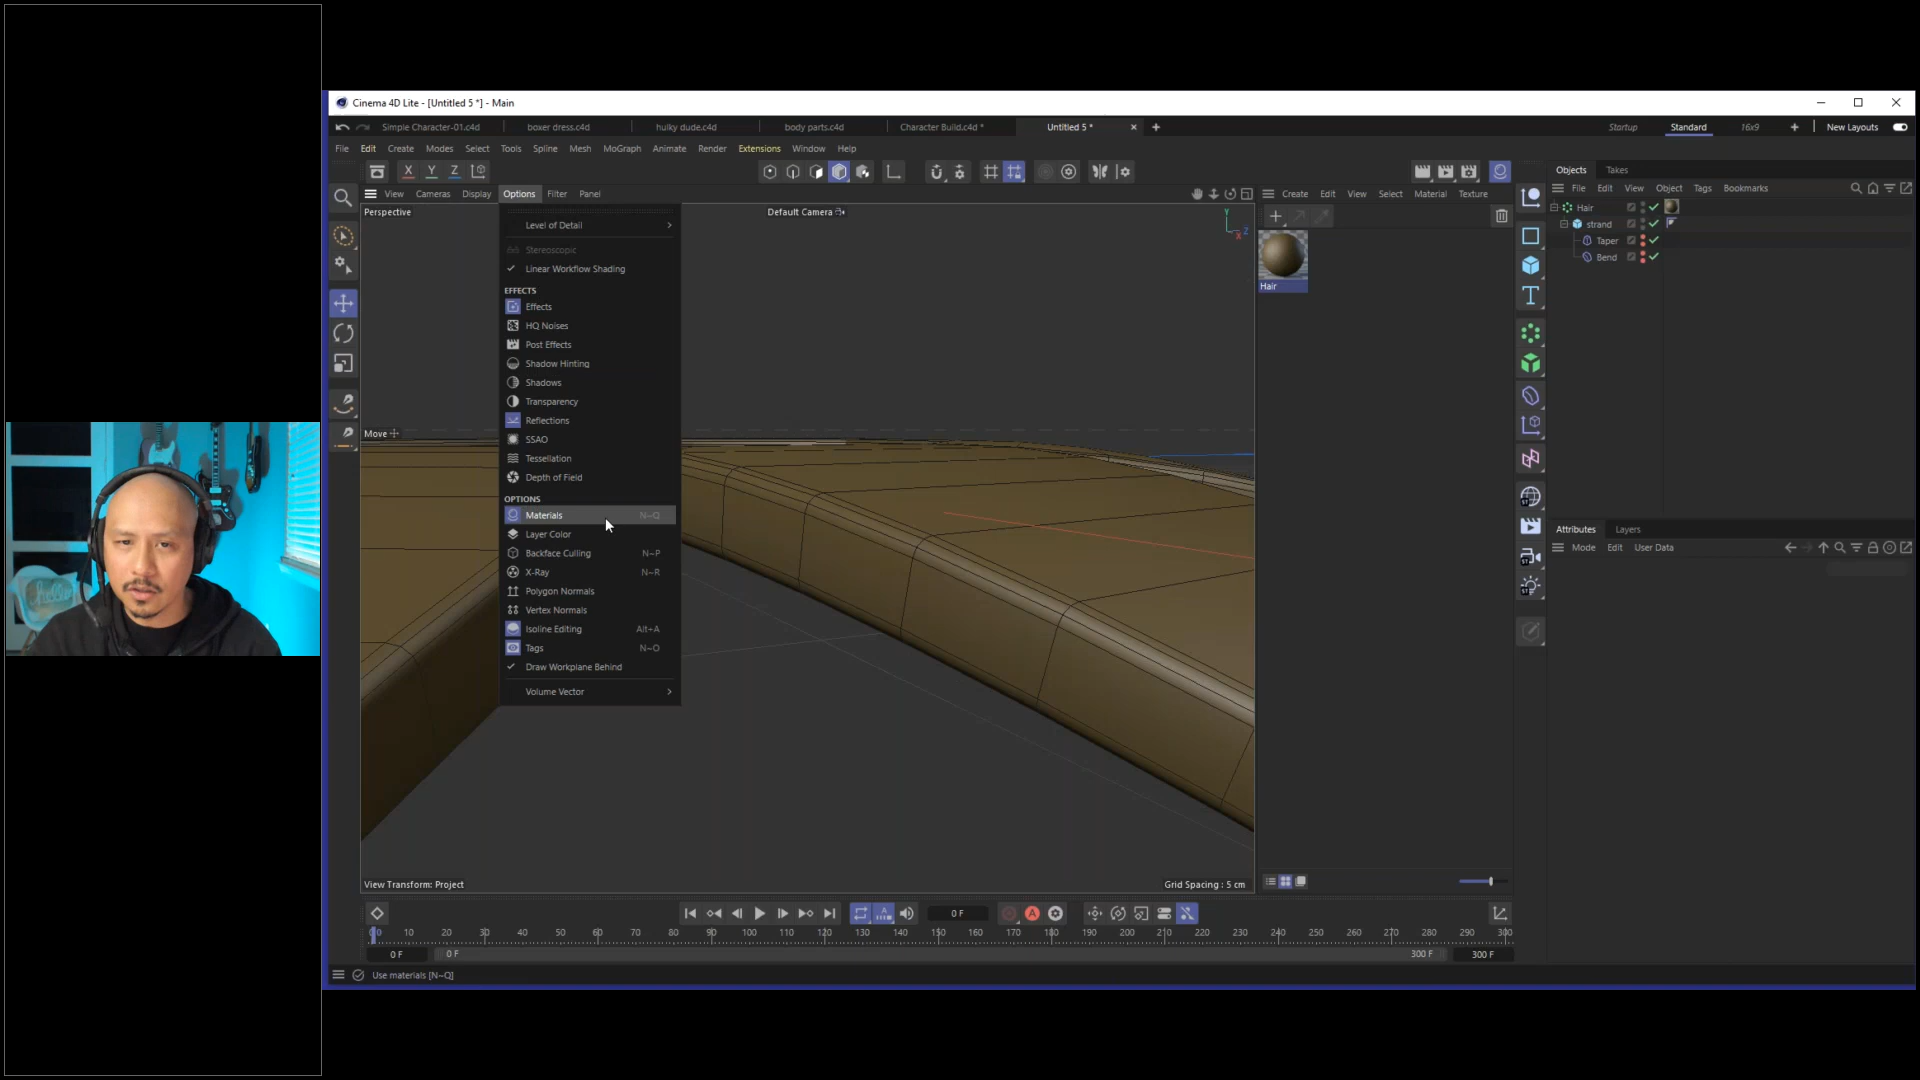 Cinema 4D Lite - [Untitled 5 *] - Main
Simple Character-01.c4d
boxer dress.c4d
hulky dude.c4d
body parts.c4d
Character Build.c4d *
Untitled 5 *
Startup
Standard
16x9
New Layouts
File Edit Create Modes Select Tools Spline Mesh MoGraph Animate Render Extensions Window Help
X Y Z
View Cameras Display Options Filter Panel
Create Edit View Select Material Texture
Objects Takes
File Edit View Object Tags Bookmarks
Perspective
Default Camera
Y
X Z
Level of Detail
Stereoscopic
Linear Workflow Shading
EFFECTS
Effects
HQ Noises
Post Effects
Shadow Hinting
Shadows
Transparency
Reflections
SSAO
Tessellation
Depth of Field
OPTIONS
Materials N~Q
Layer Color
Backface Culling N~P
X-Ray N~R
Polygon Normals
Vertex Normals
Isoline Editing Alt+A
Tags N~O
Draw Workplane Behind
Volume Vector
Move
Hair
Hair
strand
Taper
Bend
Attributes Layers
Mode Edit User Data
View Transform: Project
Grid Spacing : 5 cm
0 F
0 10 20 30 40 50 60 70 80 90 100 110 120 130 140 150 160 170 180 190 200 210 220 230 240 250 260 270 280 290 300
0 F
0 F
300 F
300 F
Use materials [N~Q]
hello